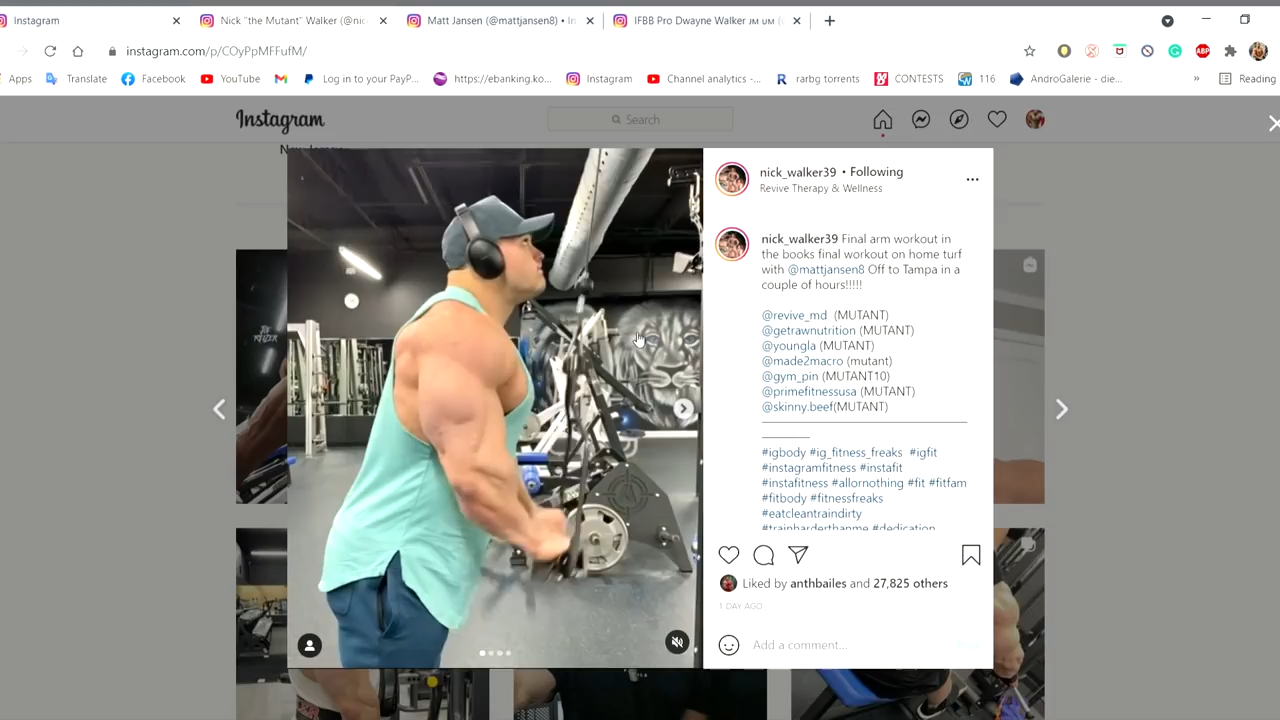 Instagram
Nick "the Mutant" Walker (@nic
Matt Jansen (@mattjansen8) • In
IFBB Pro Dwayne Walker JM UM (
instagram.com/p/COyPpMFFufM/
Apps
Translate
Facebook
YouTube
Log in to your PayP...
https://ebanking.ko...
Instagram
Channel analytics -...
rarbg torrents
CONTESTS
116
AndroGalerie - die...
»
Reading
Instagram
Search
nick_walker39 • Following
Revive Therapy & Wellness
nick_walker39 Final arm workout in
the books final workout on home turf
with @mattjansen8 Off to Tampa in a
couple of hours!!!!!
@revive_md (MUTANT)
@getrawnutrition (MUTANT)
@youngla (MUTANT)
@made2macro (mutant)
@gym_pin (MUTANT10)
@primefitnessusa (MUTANT)
@skinny.beef(MUTANT)
#igbody #ig_fitness_freaks #igfit
#instagramfitness #instafit
#instafitness #allornothing #fit #fitfam
#fitbody #fitnessfreaks
#eatcleantraindirty
#trainharderthanme #dedication
Liked by anthbailes and 27,825 others
1 DAY AGO
Add a comment...